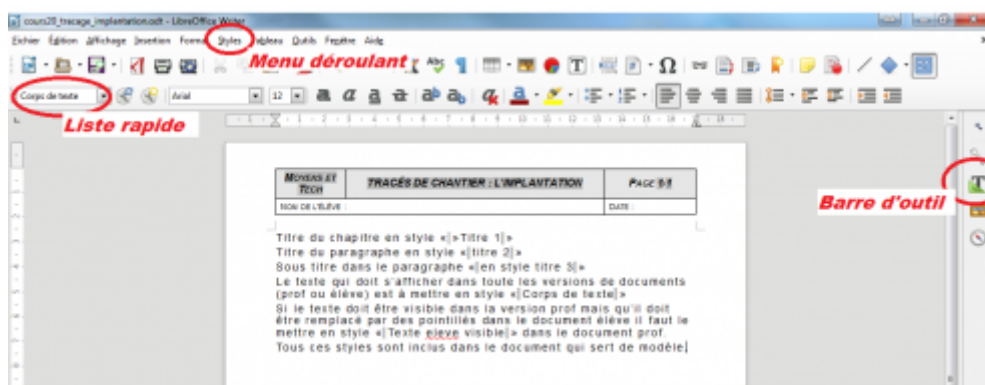 cours20_tracage_implantation.odt - LibreOffice Writer
Fichier Édition Affichage Insertion Format Styles Tableau Outils Fenêtre Aide
Menu déroulant
Corps de texte Arial 12
Liste rapide
MOYENS ET TECH
TRACÉS DE CHANTIER : L'IMPLANTATION
PAGE 1/1
NOM DE L'ÉLÈVE :
DATE :
Barre d'outil
Titre du chapitre en style «|»Titre 1|»
Titre du paragraphe en style «|titre 2|»
Sous titre dans le paragraphe «|en style titre 3|»
Le texte qui doit s'afficher dans toute les versions de documents
(prof ou élève) est à mettre en style «|Corps de texte|»
Si le texte doit être visible dans la version prof mais qu'il doit
être remplacé par des pointillés dans le document élève il faut le
mettre en style «|Texte eleve visible|» dans le document prof.
Tous ces styles sont inclus dans le document qui sert de modèle.